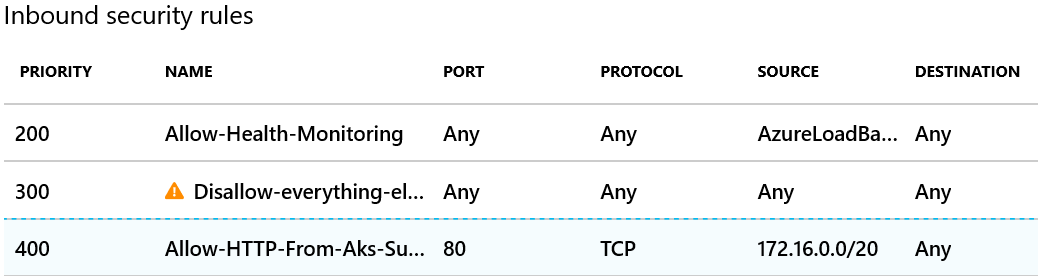 Inbound security rules
PRIORITY NAME PORT PROTOCOL SOURCE DESTINATION
200 Allow-Health-Monitoring Any Any AzureLoadBa... Any
300 Disallow-everything-el... Any Any Any Any
400 Allow-HTTP-From-Aks-Su... 80 TCP 172.16.0.0/20 Any